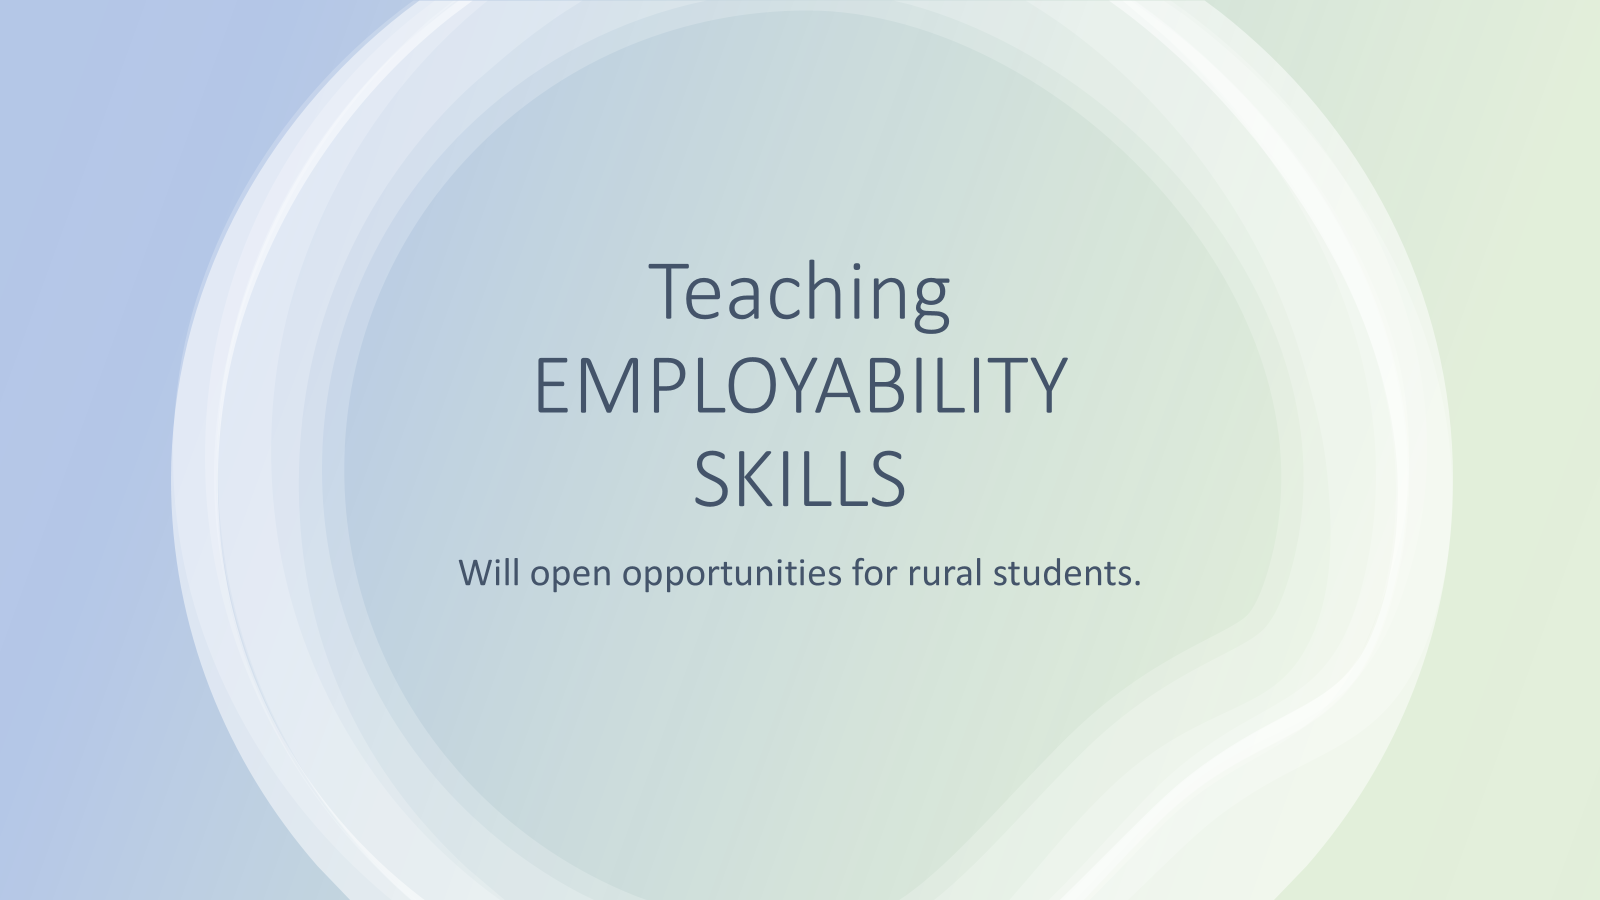 Teaching
EMPLOYABILITY
SKILLS
Will open opportunities for rural students.